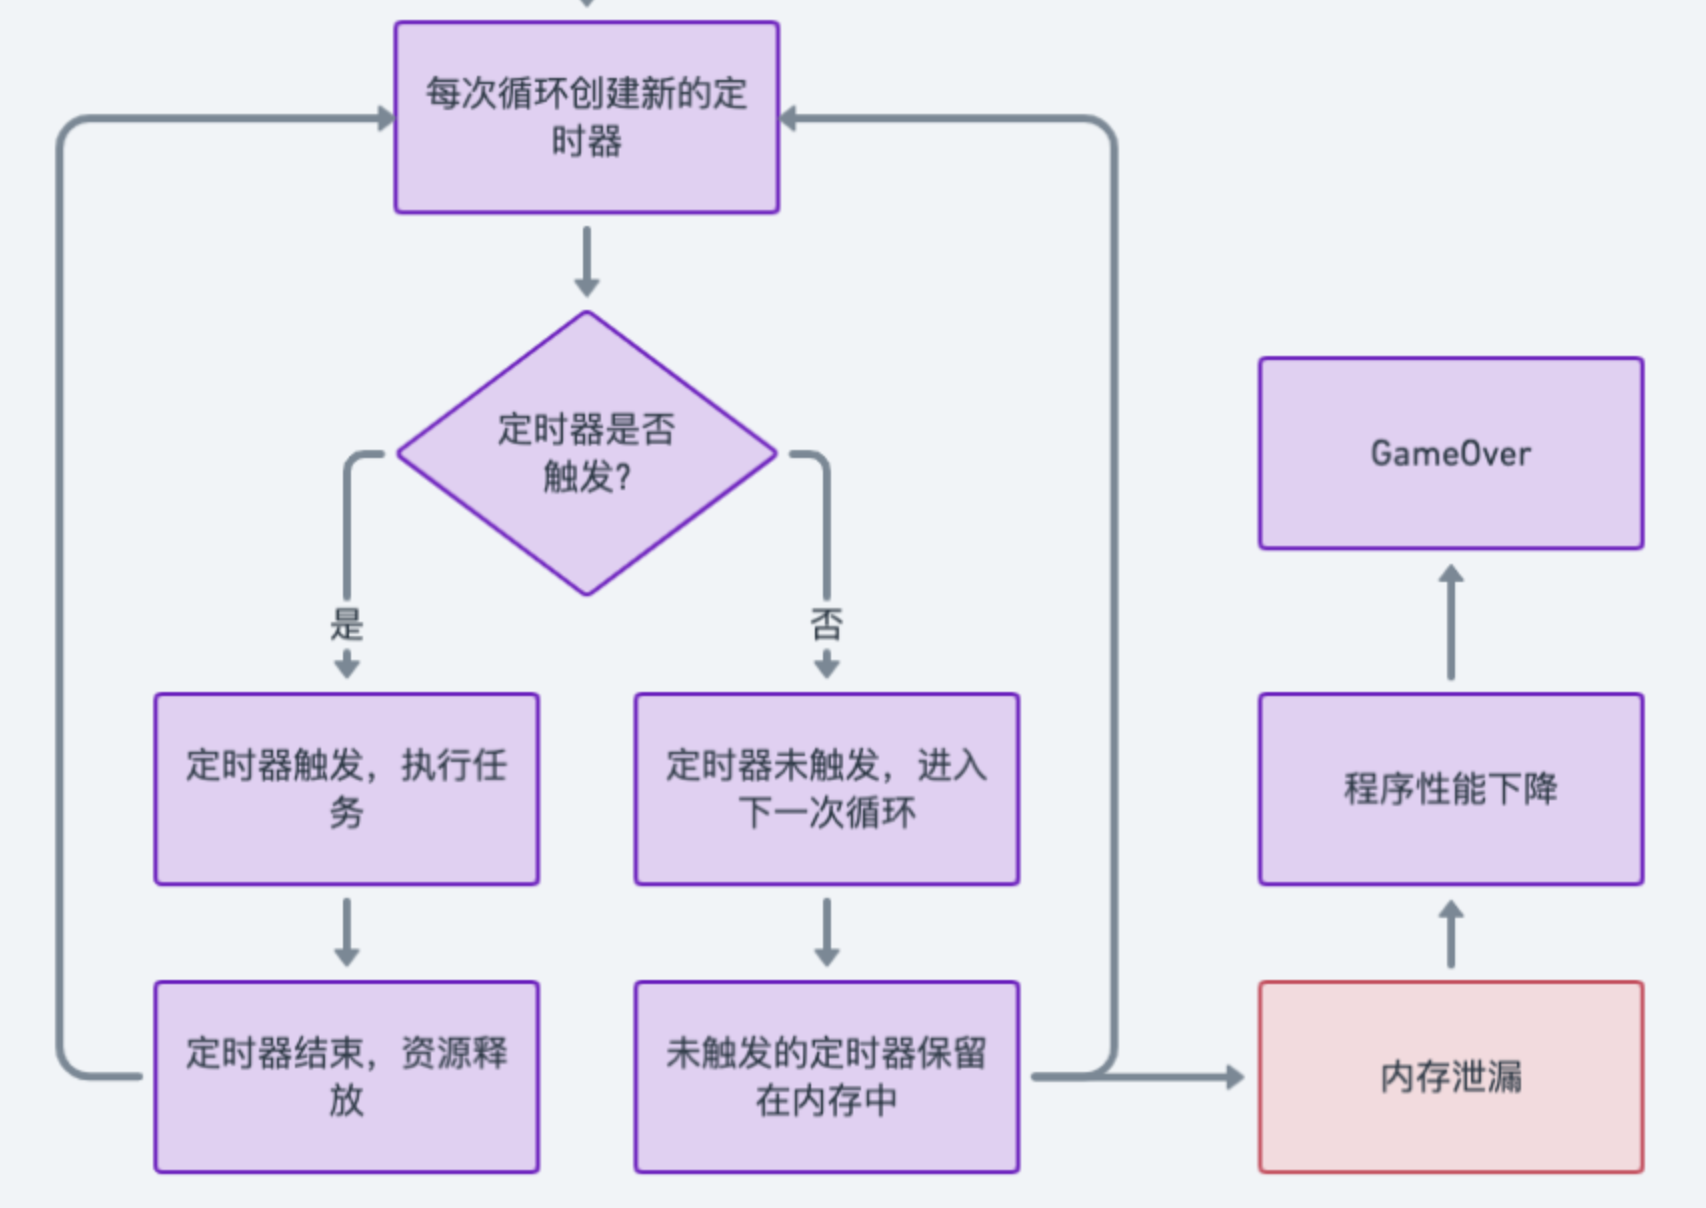 每次循环创建新的定
时器
定时器是否
触发?
GameOver
是
否
定时器触发，执行任
务
定时器未触发，进入
下一次循环
程序性能下降
定时器结束，资源释
放
未触发的定时器保留
在内存中
内存泄漏